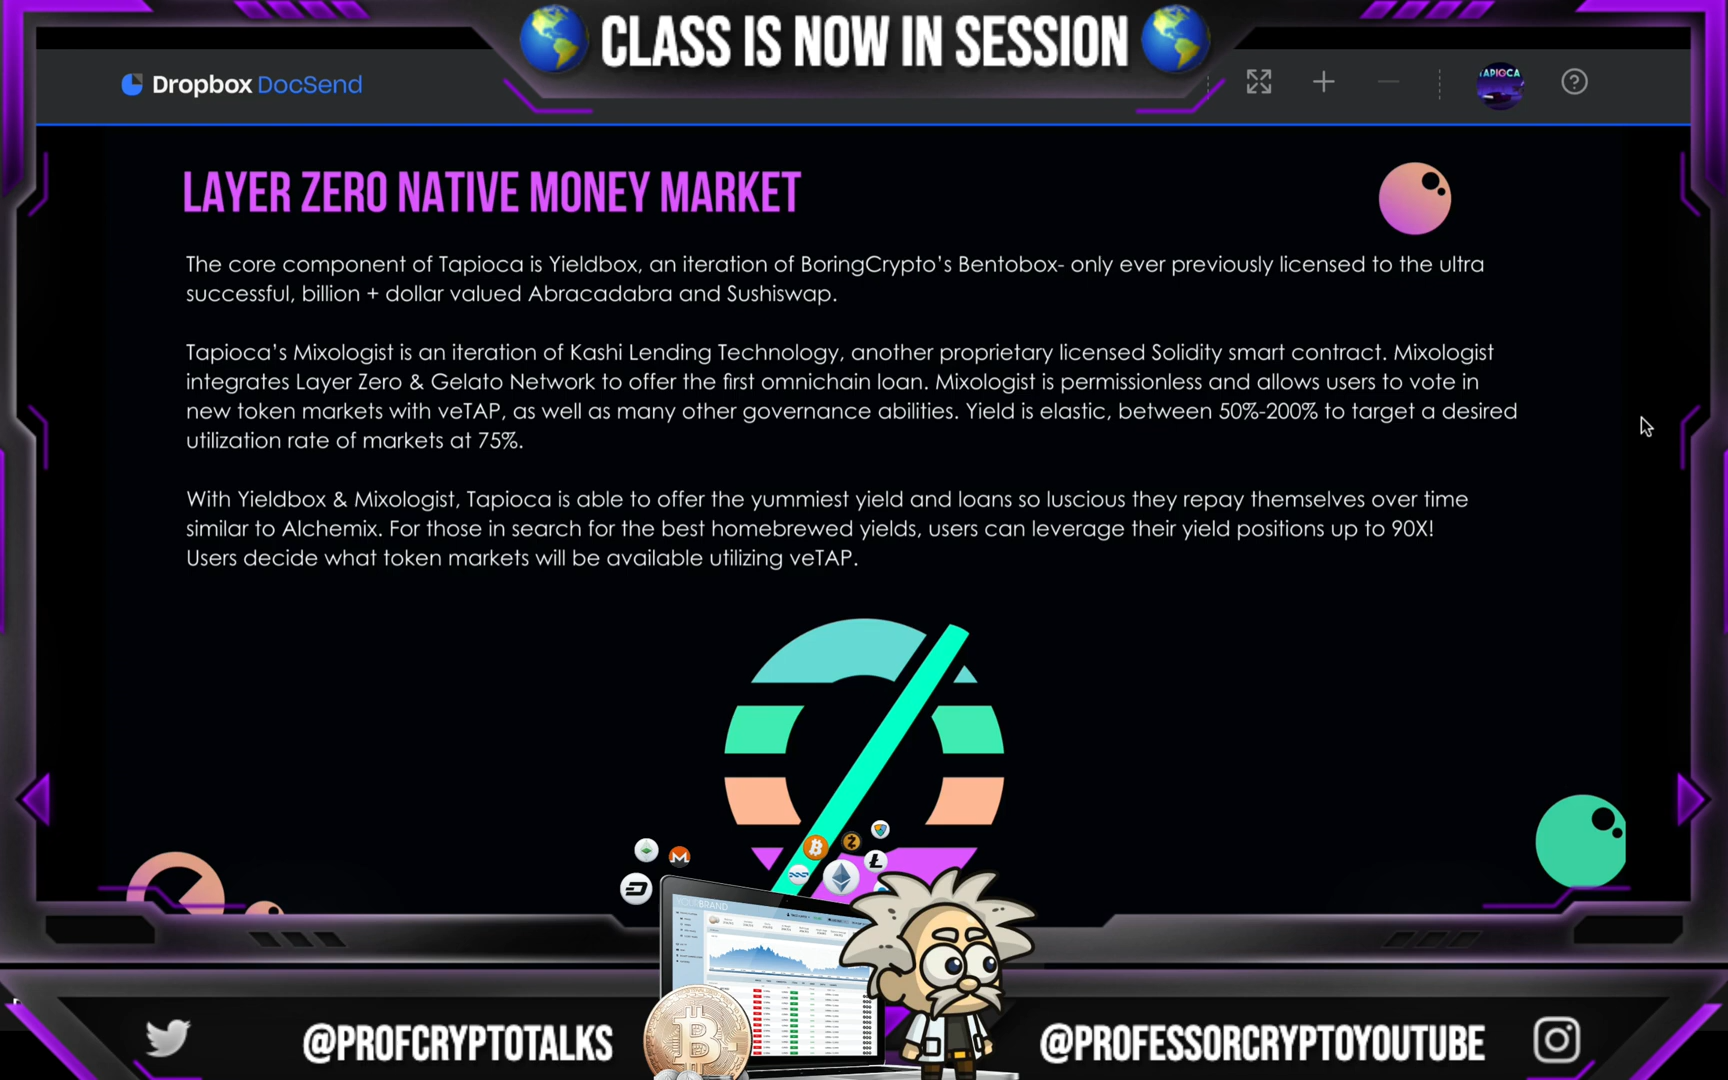 CLASS IS NOW IN SESSION
Dropbox DocSend
TAPIOCA
LAYER ZERO NATIVE MONEY MARKET
The core component of Tapioca is Yieldbox, an iteration of BoringCrypto's Bentobox- only ever previously licensed to the ultra
successful, billion + dollar valued Abracadabra and Sushiswap.
Tapioca's Mixologist is an iteration of Kashi Lending Technology, another proprietary licensed Solidity smart contract. Mixologist
integrates Layer Zero & Gelato Network to offer the first omnichain loan. Mixologist is permissionless and allows users to vote in
new token markets with veTAP, as well as many other governance abilities. Yield is elastic, between 50%-200% to target a desired
utilization rate of markets at 75%.
With Yieldbox & Mixologist, Tapioca is able to offer the yummiest yield and loans so luscious they repay themselves over time
similar to Alchemix. For those in search for the best homebrewed yields, users can leverage their yield positions up to 90X!
Users decide what token markets will be available utilizing veTAP.
@PROFCRYPTOTALKS
@PROFESSORCRYPTOYOUTUBE